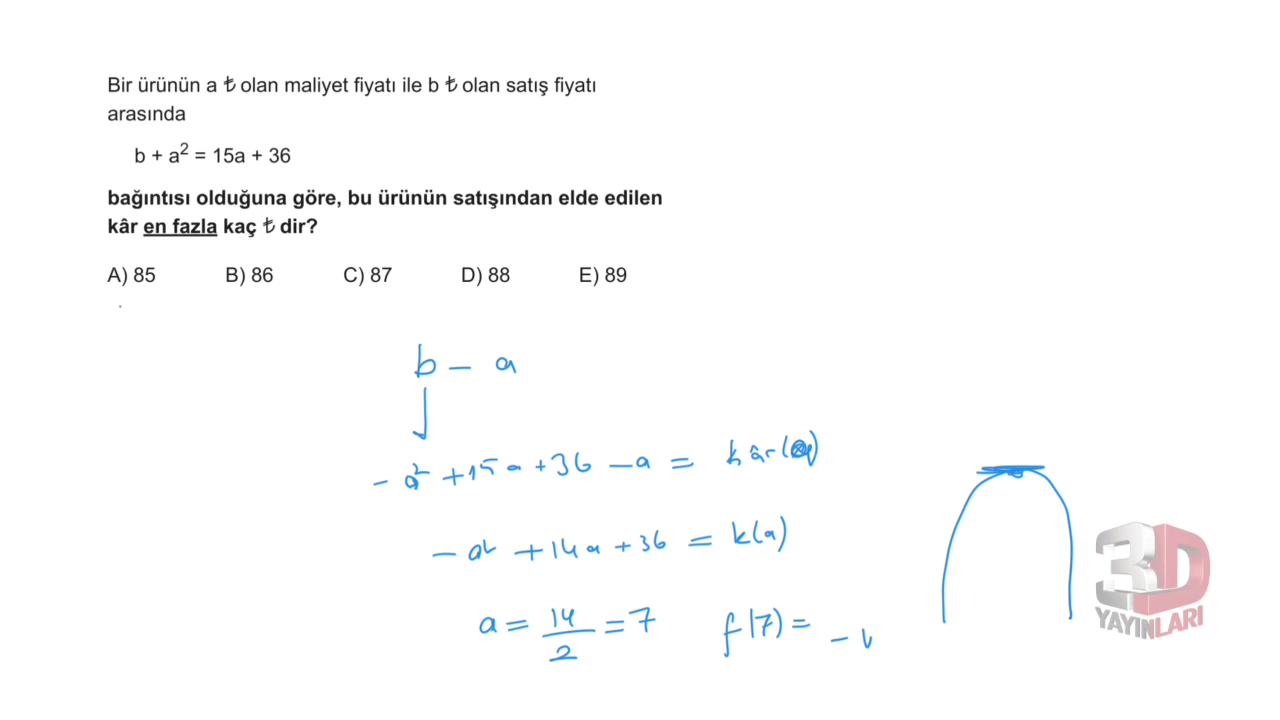 Bir ürünün a ₺ olan maliyet fiyatı ile b ₺ olan satış fiyatı
arasında
b + a² = 15a + 36
bağıntısı olduğuna göre, bu ürünün satışından elde edilen
kâr en fazla kaç ₺ dir?
A) 85 B) 86 C) 87 D) 88 E) 89
b - a
- a² + 15a + 36 - a = kâr(a)
- a² + 14a + 36 = k(a)
a = 14/2 = 7 f(7) = -
3D
YAYINLARI